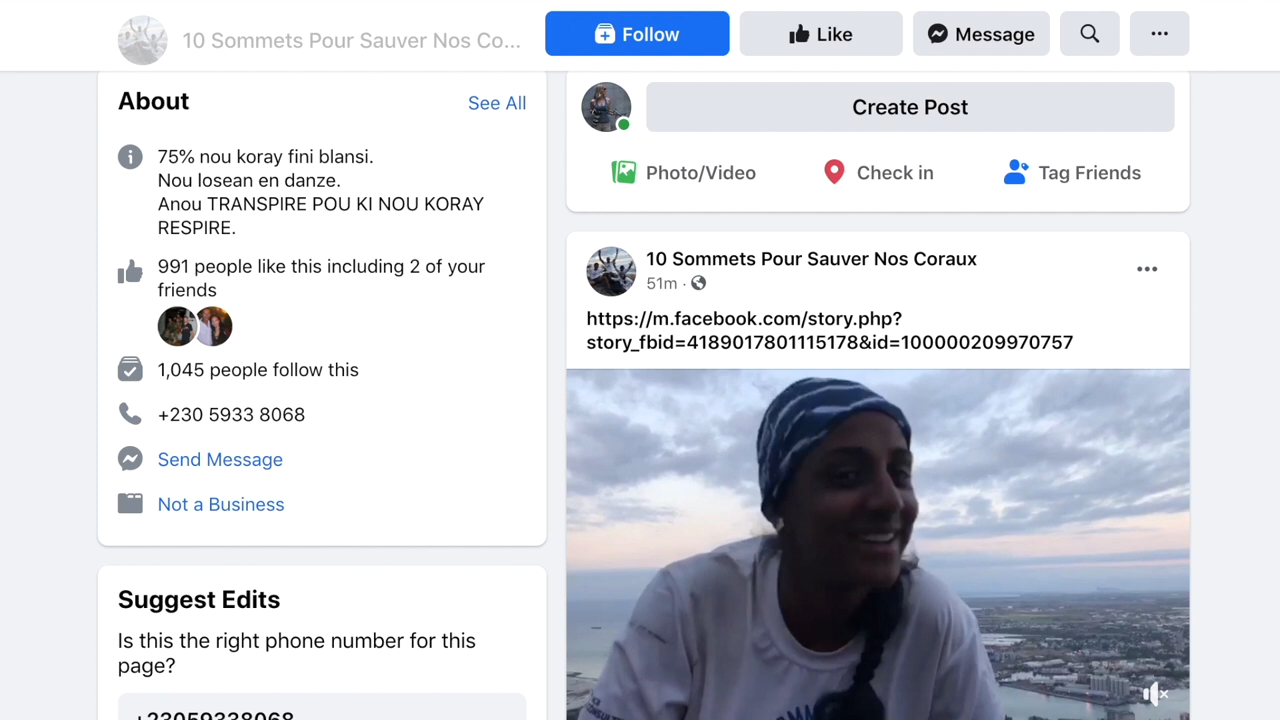 10 Sommets Pour Sauver Nos Co...
Follow
Like
Message
About
See All
75% nou koray fini blansi.
Nou losean en danze.
Anou TRANSPIRE POU KI NOU KORAY
RESPIRE.
991 people like this including 2 of your
friends
1,045 people follow this
+230 5933 8068
Send Message
Not a Business
Suggest Edits
Is this the right phone number for this
page?
+23059338068
Create Post
Photo/Video
Check in
Tag Friends
10 Sommets Pour Sauver Nos Coraux
51m ·
https://m.facebook.com/story.php?
story_fbid=4189017801115178&id=100000209970757